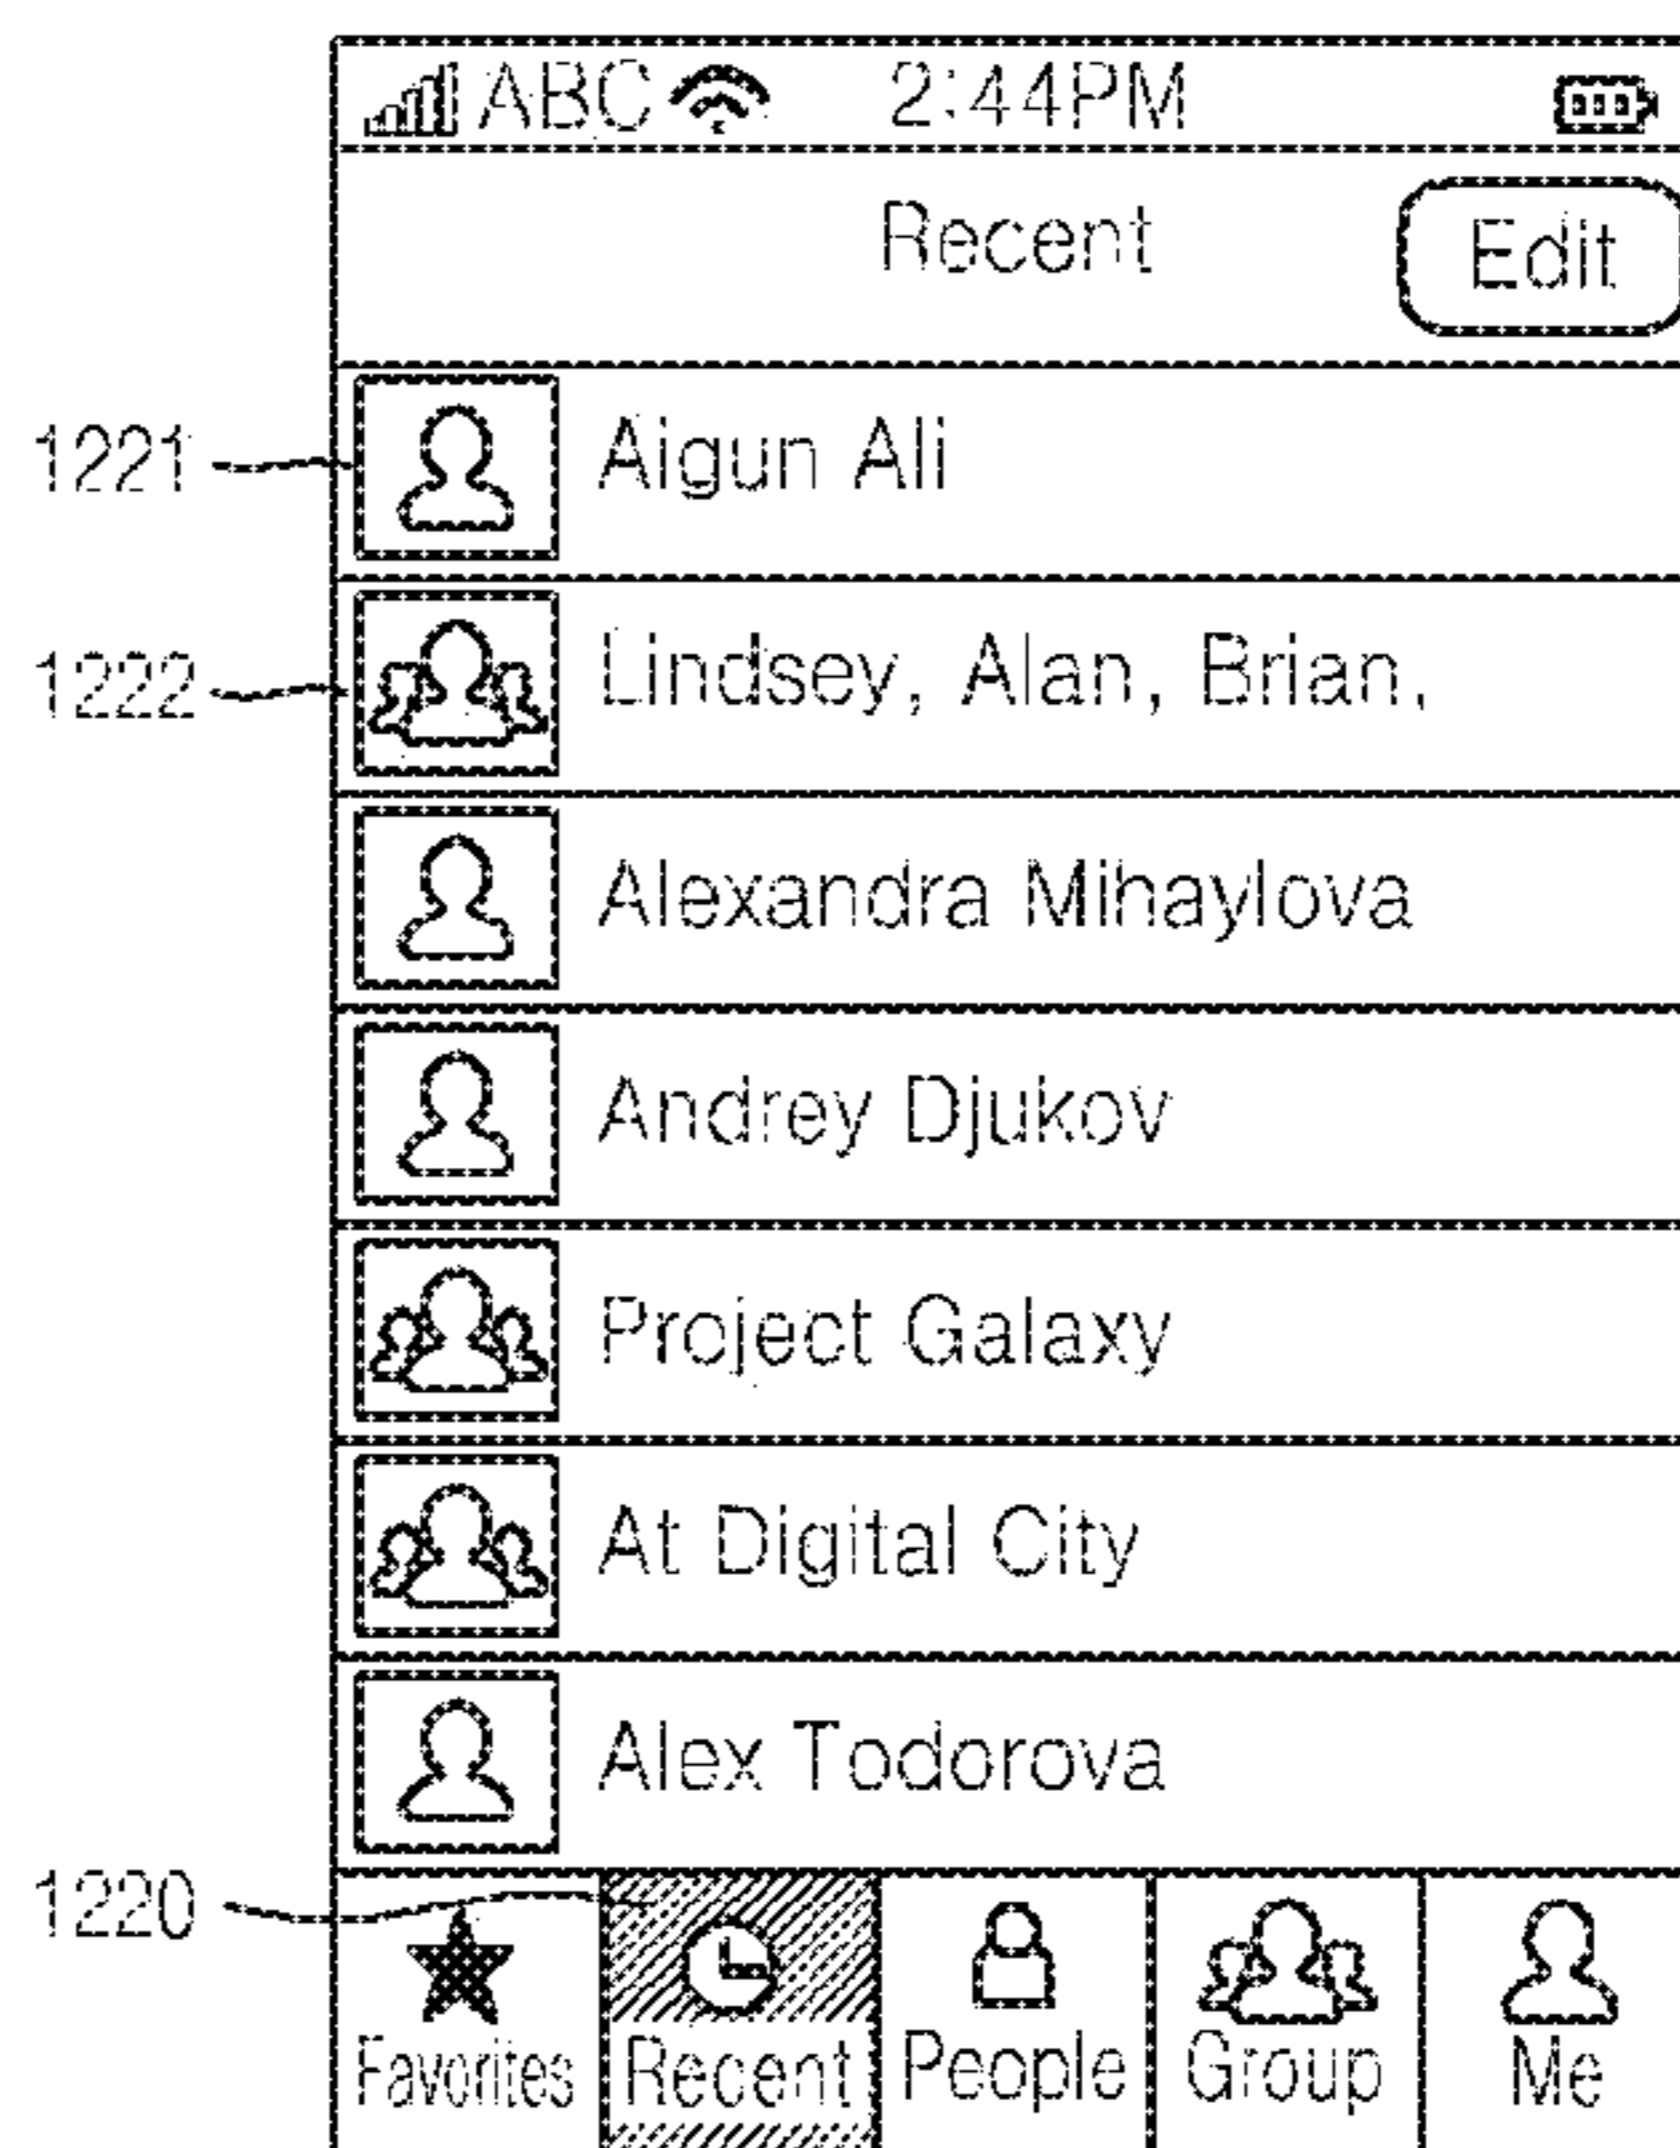 ABC 2:44PM
Recent Edit
1221 Aigun Ali
1222 Lindsey, Alan, Brian,
Alexandra Mihaylova
Andrey Djukov
Project Galaxy
At Digital City
Alex Todorova
1220
Favorites Recent People Group Me